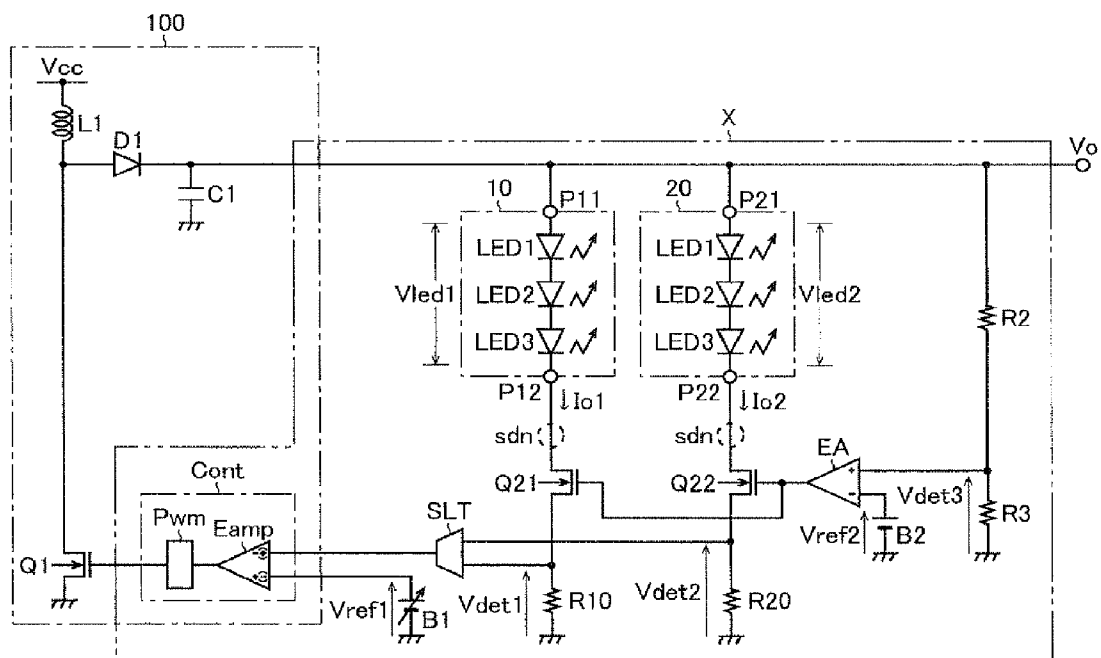 100
Vcc
L1
D1
C1
X
Vo
10
P11
20
P21
LED1
LED2
LED3
Vled1
LED1
LED2
LED3
Vled2
R2
P12
↓Io1
P22
↓Io2
sdn
sdn
EA
+
-
Q21
Q22
Vdet3
R3
Vref2
B2
Cont
Pwm
Eamp
SLT
Q1
Vref1
B1
Vdet1
R10
Vdet2
R20